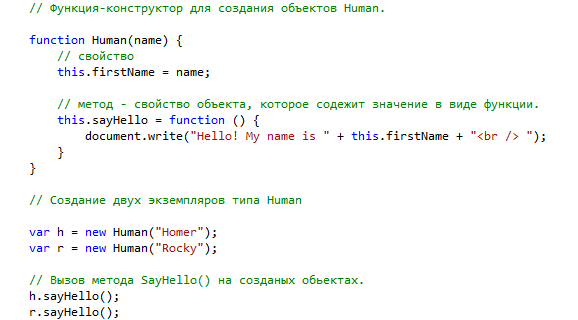 // Функция-конструктор для создания объектов Human.
function Human(name) {
// свойство
this.firstName = name;
// метод - свойство объекта, которое содежит значение в виде функции.
this.sayHello = function () {
document.write("Hello! My name is " + this.firstName + "<br /> ");
}
}
// Создание двух экземпляров типа Human
var h = new Human("Homer");
var r = new Human("Rocky");
// Вызов метода SayHello() на созданых обьектах.
h.sayHello();
r.sayHello();